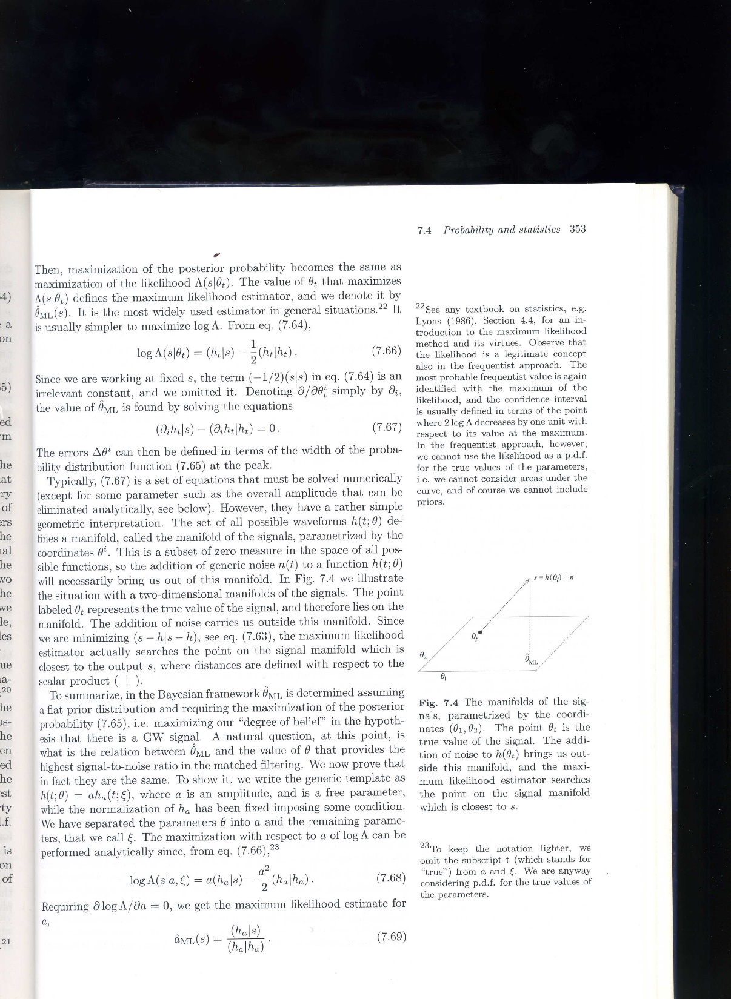 7.4 Probability and statistics 353
Then, maximization of the posterior probability becomes the same as
maximization of the likelihood Λ(s|θt). The value of θt that maximizes
Λ(s|θt) defines the maximum likelihood estimator, and we denote it by
θ̂ML(s). It is the most widely used estimator in general situations.²² It
is usually simpler to maximize log Λ. From eq. (7.64),
log Λ(s|θt) = (ht|s) − 1/2 (ht|ht) . (7.66)
Since we are working at fixed s, the term (−1/2)(s|s) in eq. (7.64) is an
irrelevant constant, and we omitted it. Denoting ∂/∂θⁱt simply by ∂i,
the value of θ̂ML is found by solving the equations
(∂iht|s) − (∂iht|ht) = 0 . (7.67)
The errors Δθⁱ can then be defined in terms of the width of the proba-
bility distribution function (7.65) at the peak.
Typically, (7.67) is a set of equations that must be solved numerically
(except for some parameter such as the overall amplitude that can be
eliminated analytically, see below). However, they have a rather simple
geometric interpretation. The set of all possible waveforms h(t; θ) de-
fines a manifold, called the manifold of the signals, parametrized by the
coordinates θⁱ. This is a subset of zero measure in the space of all pos-
sible functions, so the addition of generic noise n(t) to a function h(t; θ)
will necessarily bring us out of this manifold. In Fig. 7.4 we illustrate
the situation with a two-dimensional manifolds of the signals. The point
labeled θt represents the true value of the signal, and therefore lies on the
manifold. The addition of noise carries us outside this manifold. Since
we are minimizing (s − h|s − h), see eq. (7.63), the maximum likelihood
estimator actually searches the point on the signal manifold which is
closest to the output s, where distances are defined with respect to the
scalar product ( | ).
To summarize, in the Bayesian framework θ̂ML is determined assuming
a flat prior distribution and requiring the maximization of the posterior
probability (7.65), i.e. maximizing our “degree of belief” in the hypoth-
esis that there is a GW signal. A natural question, at this point, is
what is the relation between θ̂ML and the value of θ that provides the
highest signal-to-noise ratio in the matched filtering. We now prove that
in fact they are the same. To show it, we write the generic template as
h(t; θ) = aha(t; ξ), where a is an amplitude, and is a free parameter,
while the normalization of ha has been fixed imposing some condition.
We have separated the parameters θ into a and the remaining parame-
ters, that we call ξ. The maximization with respect to a of log Λ can be
performed analytically since, from eq. (7.66),²³
log Λ(s|a, ξ) = a(ha|s) − a²/2 (ha|ha) . (7.68)
Requiring ∂ log Λ/∂a = 0, we get the maximum likelihood estimate for
a,
âML(s) = (ha|s)/(ha|ha) . (7.69)
²²See any textbook on statistics, e.g.
Lyons (1986), Section 4.4, for an in-
troduction to the maximum likelihood
method and its virtues. Observe that
the likelihood is a legitimate concept
also in the frequentist approach. The
most probable frequentist value is again
identified with the maximum of the
likelihood, and the confidence interval
is usually defined in terms of the point
where 2 log Λ decreases by one unit with
respect to its value at the maximum.
In the frequentist approach, however,
we cannot use the likelihood as a p.d.f.
for the true values of the parameters,
i.e. we cannot consider areas under the
curve, and of course we cannot include
priors.
s = h(θt) + n
θt
θ2
θ̂ML
θ1
Fig. 7.4 The manifolds of the sig-
nals, parametrized by the coordi-
nates (θ1, θ2). The point θt is the
true value of the signal. The addi-
tion of noise to h(θt) brings us out-
side this manifold, and the maxi-
mum likelihood estimator searches
the point on the signal manifold
which is closest to s.
²³To keep the notation lighter, we
omit the subscript t (which stands for
“true”) from a and ξ. We are anyway
considering p.d.f. for the true values of
the parameters.